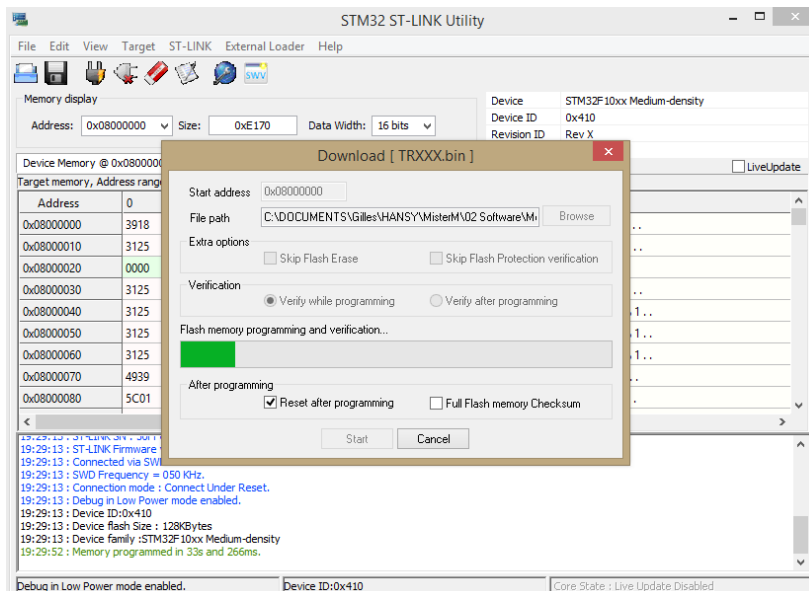 STM32 ST-LINK Utility
File Edit View Target ST-LINK External Loader Help
SWV
Memory display
Address: 0x08000000 Size: 0xE170 Data Width: 16 bits
Device STM32F10xx Medium-density
Device ID 0x410
Revision ID Rev X
Device Memory @ 0x0800000
LiveUpdate
Target memory, Address rang
Address 0
0x08000000 3918
0x08000010 3125
0x08000020 0000
0x08000030 3125
0x08000040 3125
0x08000050 3125
0x08000060 3125
0x08000070 4939
0x08000080 5C01
Download [ TRXXX.bin ]
Start address 0x08000000
File path C:\DOCUMENTS\Gilles\HANSY\MisterM\02 Software\M Browse
Extra options
Skip Flash Erase Skip Flash Protection verification
Verification
Verify while programming Verify after programming
Flash memory programming and verification...
After programming
Reset after programming Full Flash memory Checksum
Start Cancel
19:29:13 : ST-LINK Firmware
19:29:13 : Connected via SW
19:29:13 : SWD Frequency = 050 KHz.
19:29:13 : Connection mode : Connect Under Reset.
19:29:13 : Debug in Low Power mode enabled.
19:29:13 : Device ID:0x410
19:29:13 : Device flash Size : 128KBytes
19:29:13 : Device family :STM32F10xx Medium-density
19:29:52 : Memory programmed in 33s and 266ms.
Debug in Low Power mode enabled. Device ID:0x410 Core State : Live Update Disabled